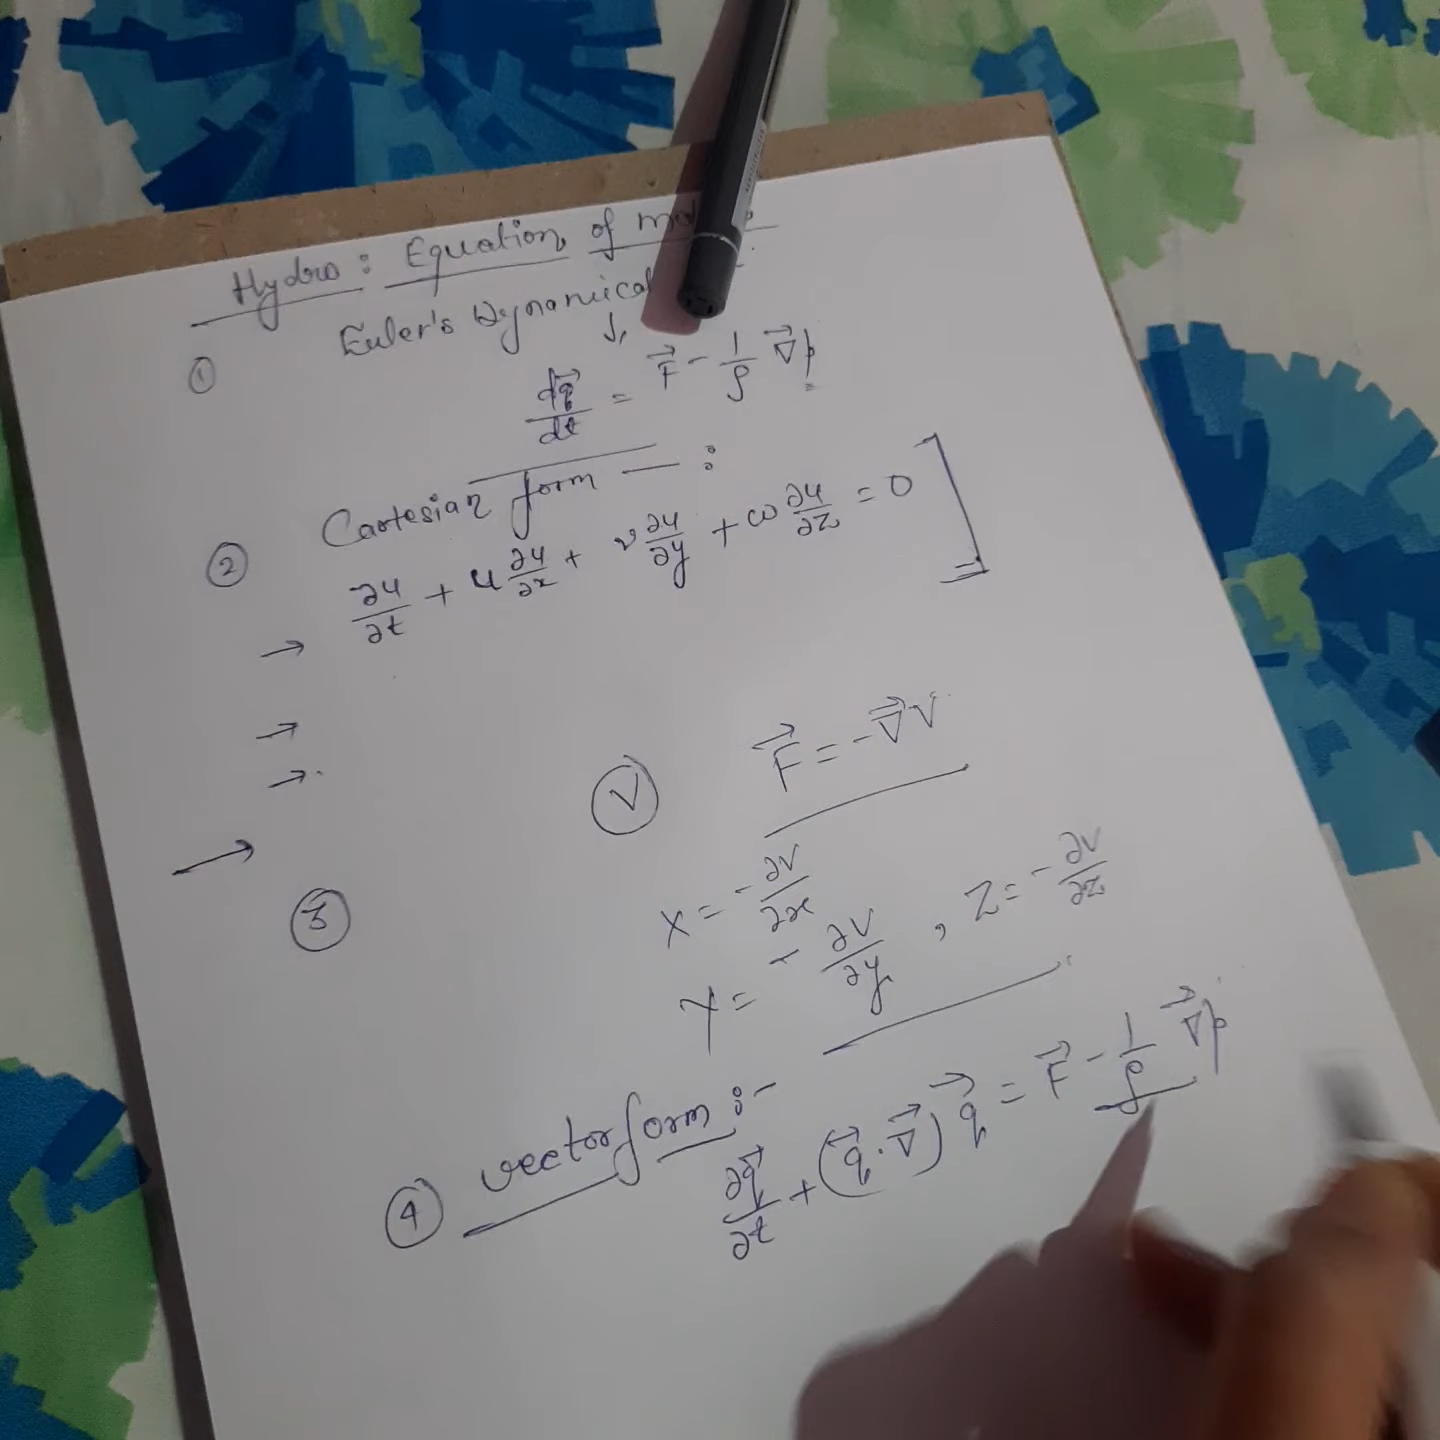 Hydro: Equation of
Euler's Dynamical
① ↓
dq⃗/dt = F⃗ - 1/ρ ∇⃗p
② Cartesian form — :
→ ∂u/∂t + u ∂u/∂x + v ∂u/∂y + w ∂u/∂z = 0 ]
→
→
→
Ⓥ F⃗ = -∇⃗V
③ X = -∂V/∂x
Y = -∂V/∂y , Z = -∂V/∂z
④ vector form :-
∂q⃗/∂t + (q⃗·∇⃗) q⃗ = F⃗ - 1/ρ ∇⃗p